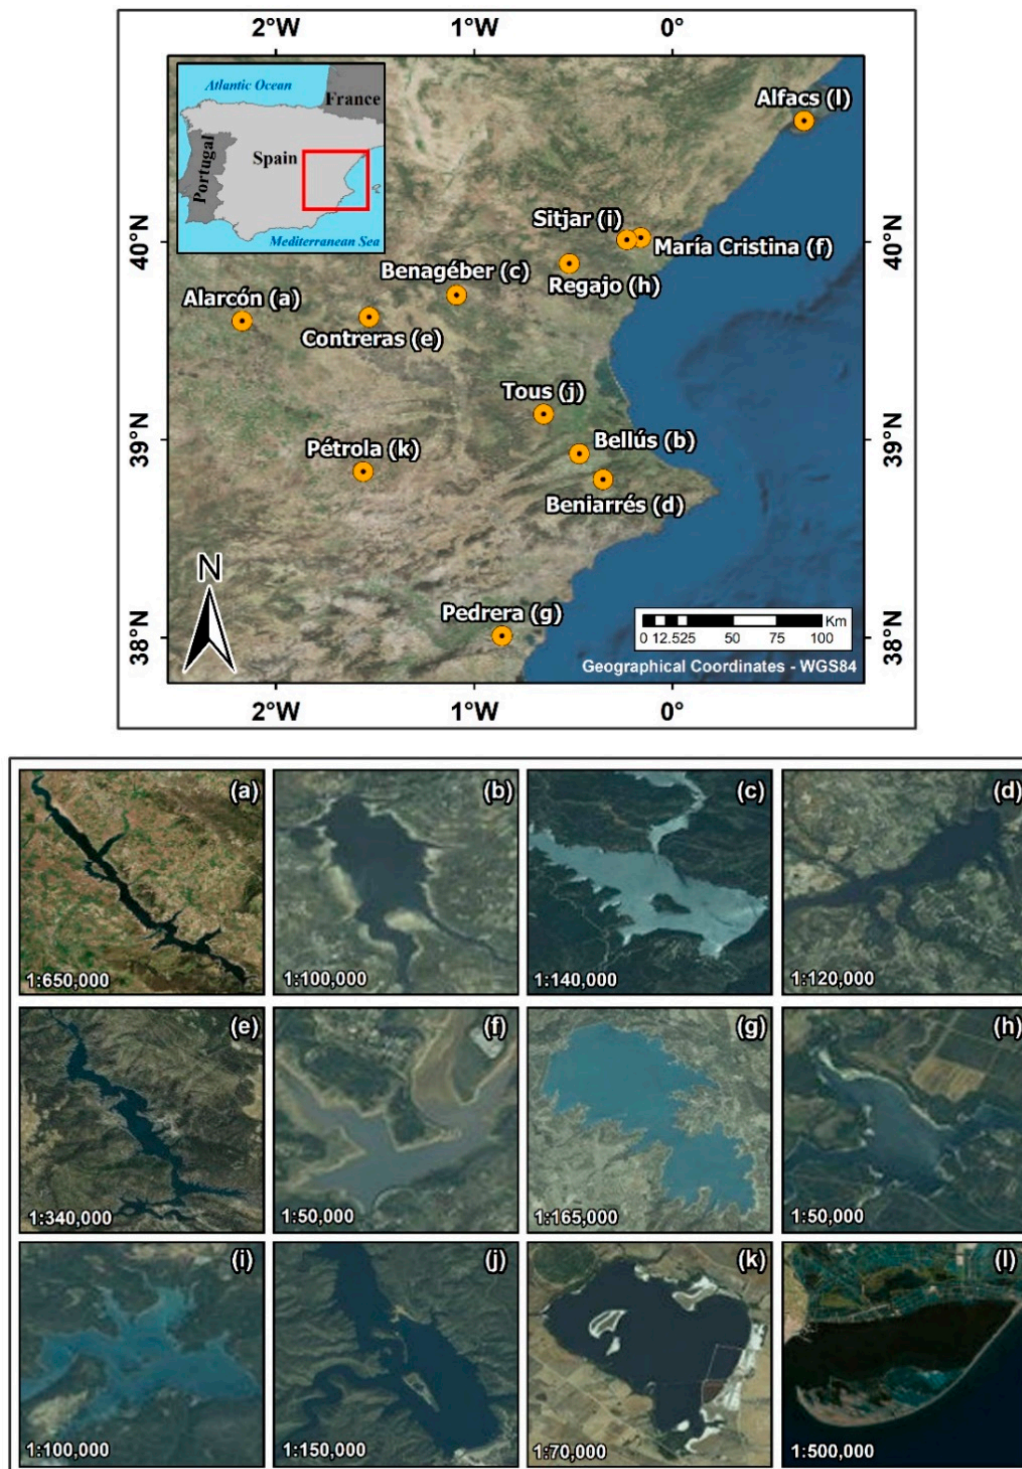 2°W 1°W 0°
Atlantic Ocean
France
Portugal
Spain
Mediterranean Sea
Alfacs (l)
40°N
40°N
Sitjar (i)
María Cristina (f)
Benagéber (c)
Regajo (h)
Alarcón (a)
Contreras (e)
Tous (j)
39°N
39°N
Bellús (b)
Pétrola (k)
Beniarrés (d)
N
Pedrera (g)
38°N
38°N
Km
0 12.525 50 75 100
Geographical Coordinates - WGS84
2°W 1°W 0°
(a) (b) (c) (d)
1:650,000 1:100,000 1:140,000 1:120,000
(e) (f) (g) (h)
1:340,000 1:50,000 1:165,000 1:50,000
(i) (j) (k) (l)
1:100,000 1:150,000 1:70,000 1:500,000